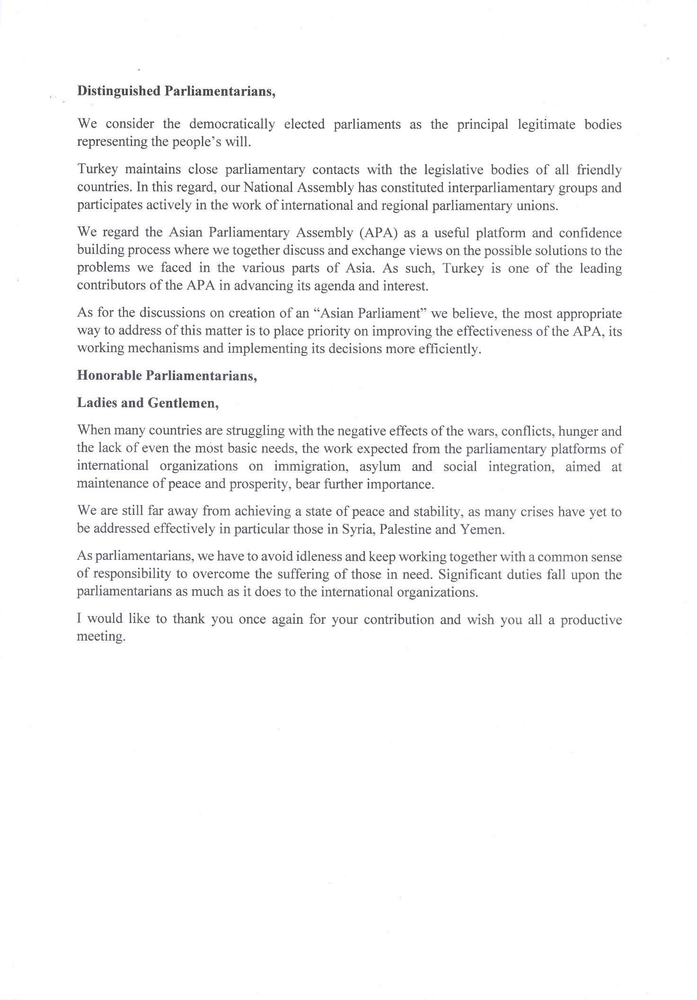 Distinguished Parliamentarians,
We consider the democratically elected parliaments as the principal legitimate bodies
representing the people’s will.
Turkey maintains close parliamentary contacts with the legislative bodies of all friendly
countries. In this regard, our National Assembly has constituted interparliamentary groups and
participates actively in the work of international and regional parliamentary unions.
We regard the Asian Parliamentary Assembly (APA) as a useful platform and confidence
building process where we together discuss and exchange views on the possible solutions to the
problems we faced in the various parts of Asia. As such, Turkey is one of the leading
contributors of the APA in advancing its agenda and interest.
As for the discussions on creation of an “Asian Parliament” we believe, the most appropriate
way to address of this matter is to place priority on improving the effectiveness of the APA, its
working mechanisms and implementing its decisions more efficiently.
Honorable Parliamentarians,
Ladies and Gentlemen,
When many countries are struggling with the negative effects of the wars, conflicts, hunger and
the lack of even the most basic needs, the work expected from the parliamentary platforms of
international organizations on immigration, asylum and social integration, aimed at
maintenance of peace and prosperity, bear further importance.
We are still far away from achieving a state of peace and stability, as many crises have yet to
be addressed effectively in particular those in Syria, Palestine and Yemen.
As parliamentarians, we have to avoid idleness and keep working together with a common sense
of responsibility to overcome the suffering of those in need. Significant duties fall upon the
parliamentarians as much as it does to the international organizations.
I would like to thank you once again for your contribution and wish you all a productive
meeting.